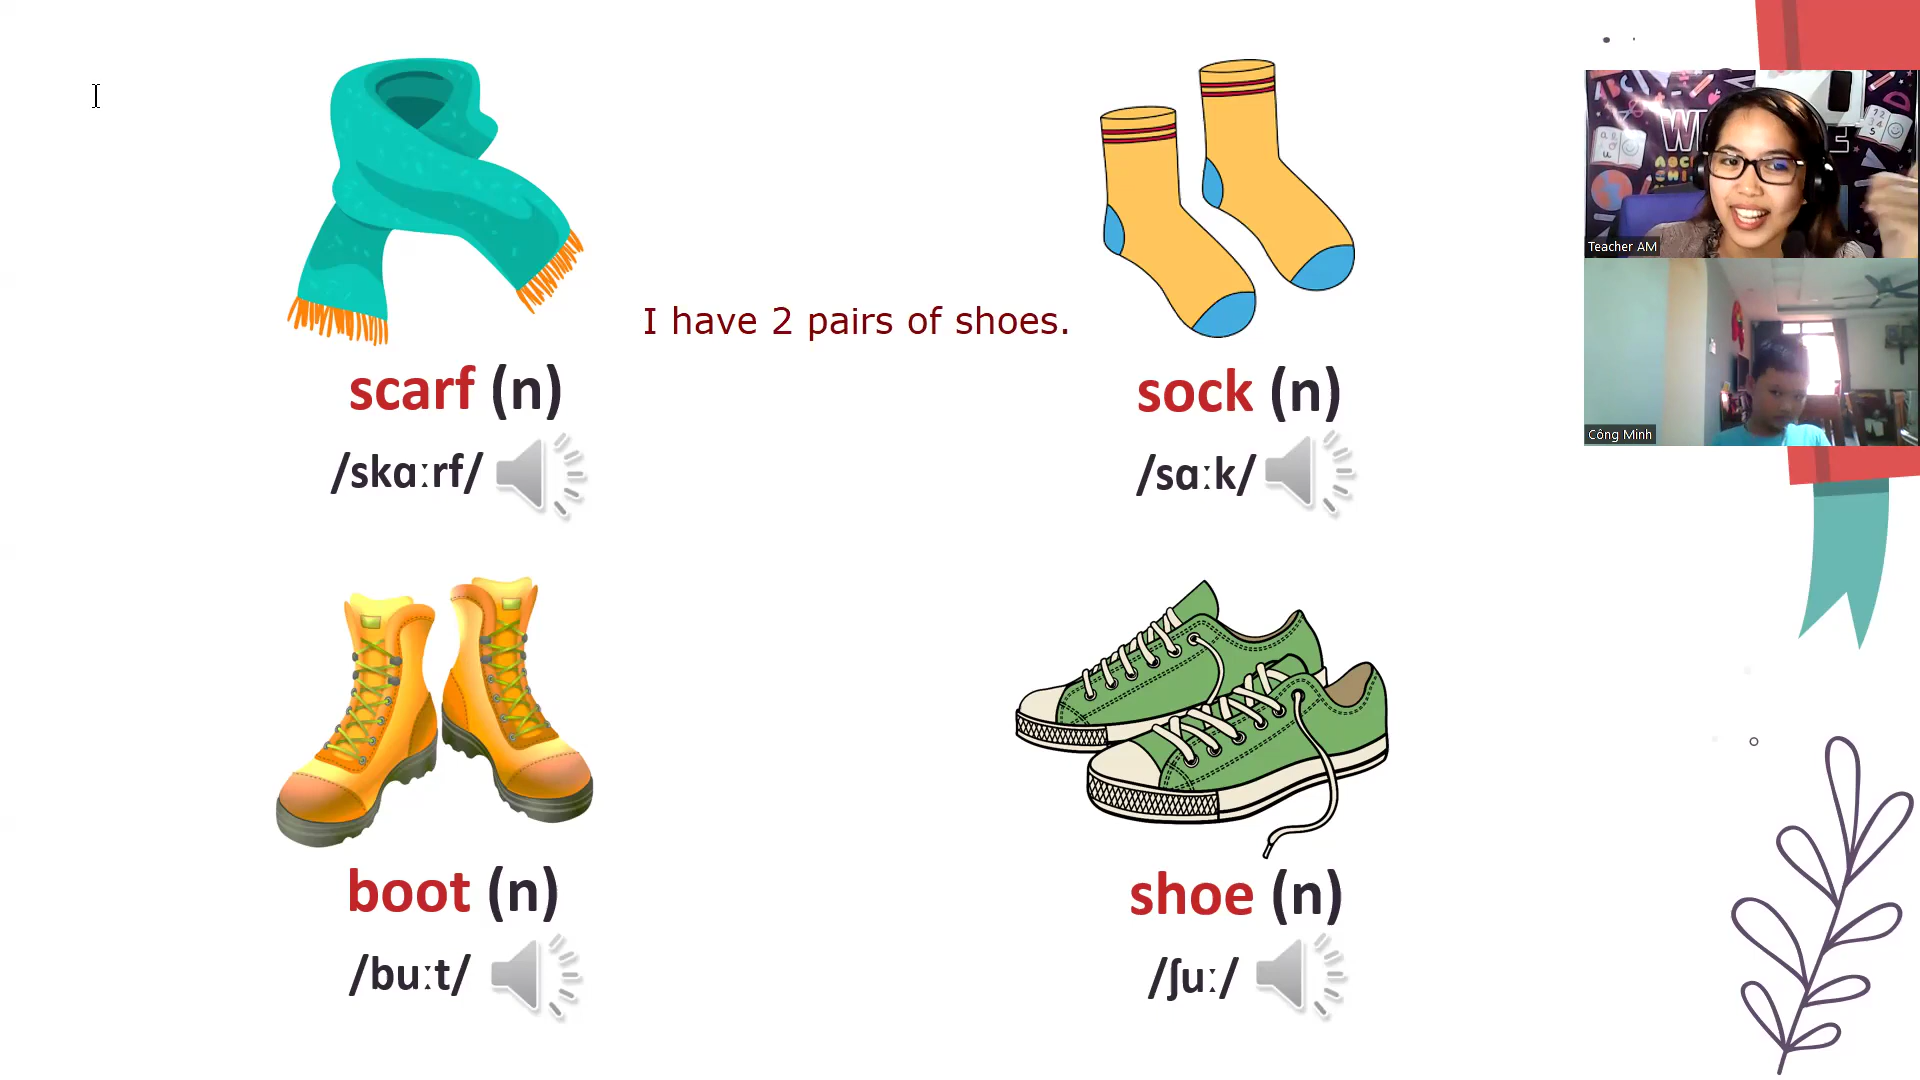 I have 2 pairs of shoes.
scarf (n)
/skɑːrf/
sock (n)
/sɑːk/
boot (n)
/buːt/
shoe (n)
/ʃuː/
Teacher AM
Công Minh